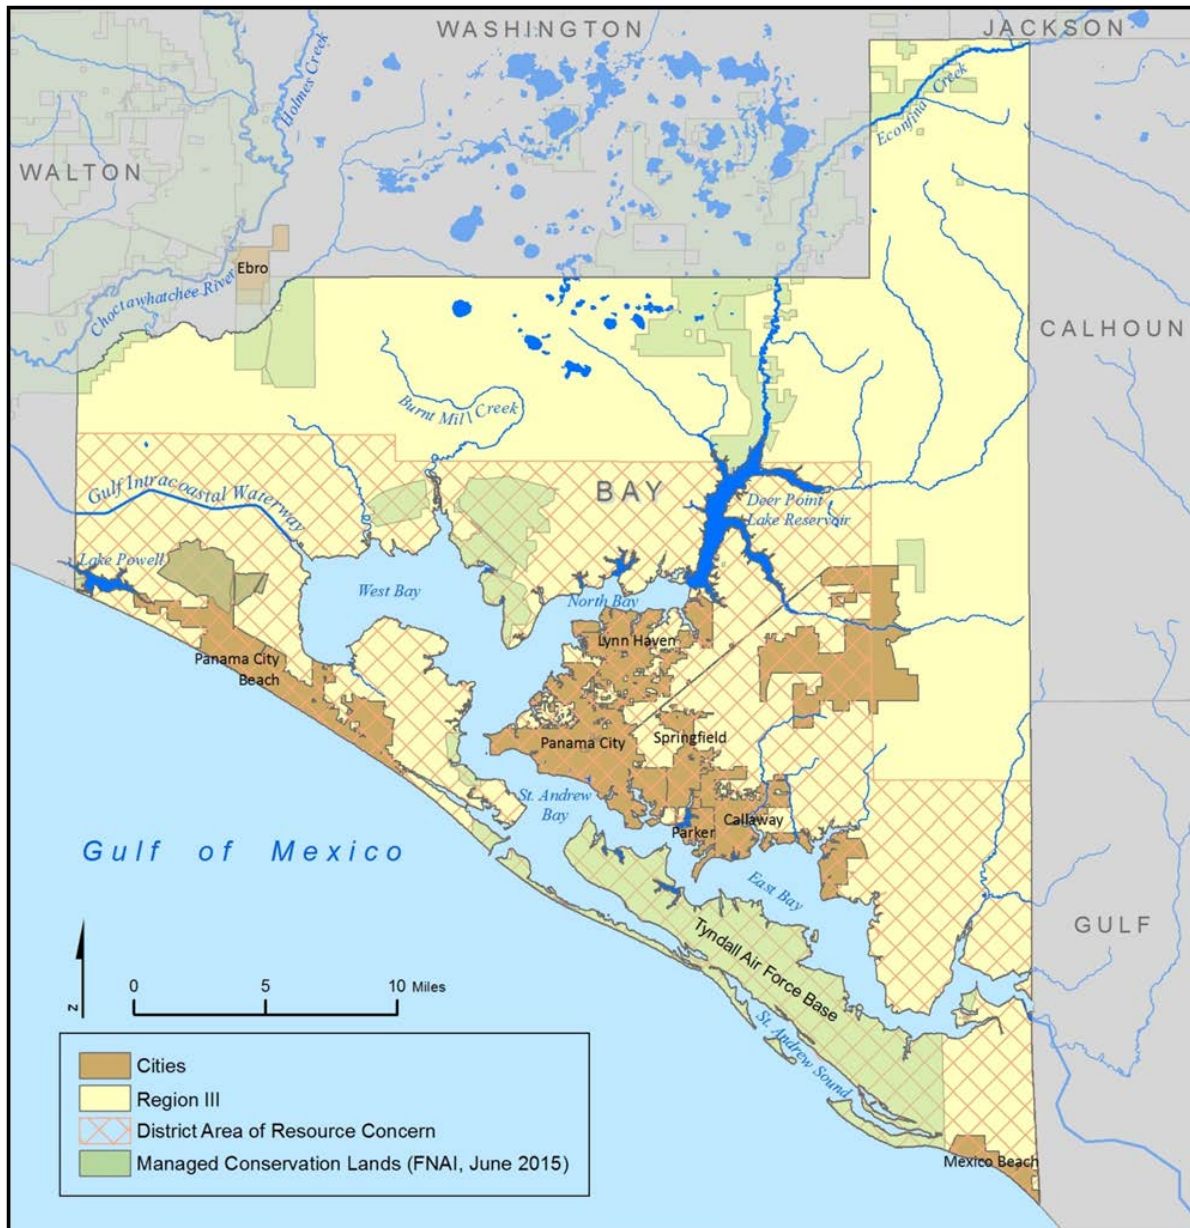 WASHINGTON
JACKSON
Holmes Creek
Econfina Creek
WALTON
Ebro
Choctawhatchee River
CALHOUN
Burnt Mill Creek
Gulf Intracoastal Waterway
BAY
Deer Point
Lake Reservoir
Lake Powell
West Bay
North Bay
Lynn Haven
Panama City
Beach
Panama City
Springfield
St. Andrew
Bay
Parker
Callaway
Gulf of Mexico
East Bay
GULF
Tyndall Air Force Base
St. Andrew Sound
Mexico Beach
N
0 5 10 Miles
Cities
Region III
District Area of Resource Concern
Managed Conservation Lands (FNAI, June 2015)